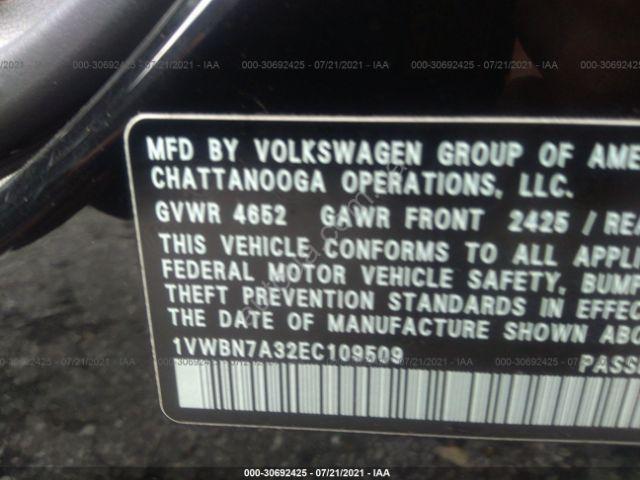 000-30692425 - 07/21/2021 - IAA
MFD BY VOLKSWAGEN GROUP OF AME
CHATTANOOGA OPERATIONS, LLC.
GVWR 4652 GAWR FRONT 2425 / REA
THIS VEHICLE CONFORMS TO ALL APPLI
FEDERAL MOTOR VEHICLE SAFETY, BUMP
THEFT PREVENTION STANDARDS IN EFFEC
THE DATE OF MANUFACTURE SHOWN ABO
1VWBN7A32EC109509
PASSE
000-30692425 - 07/21/2021 - IAA